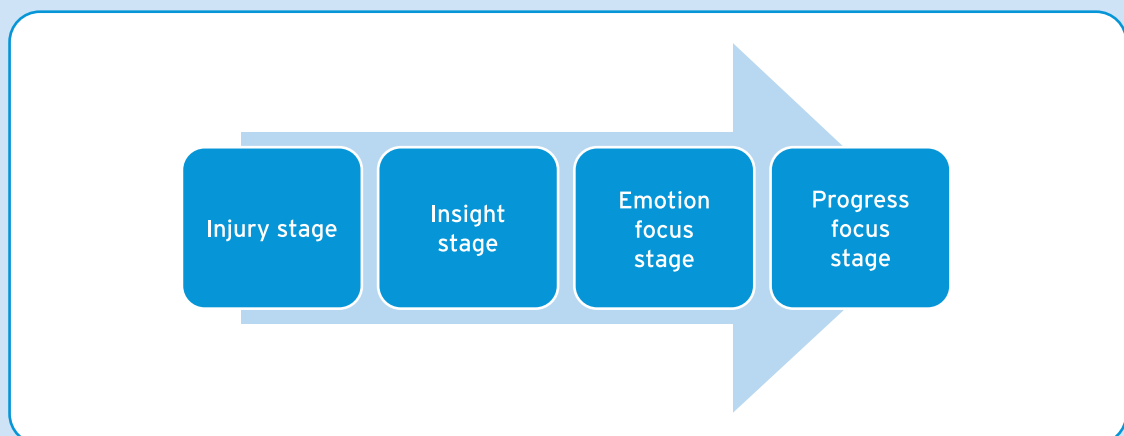 Injury stage
Insight
stage
Emotion
focus
stage
Progress
focus
stage